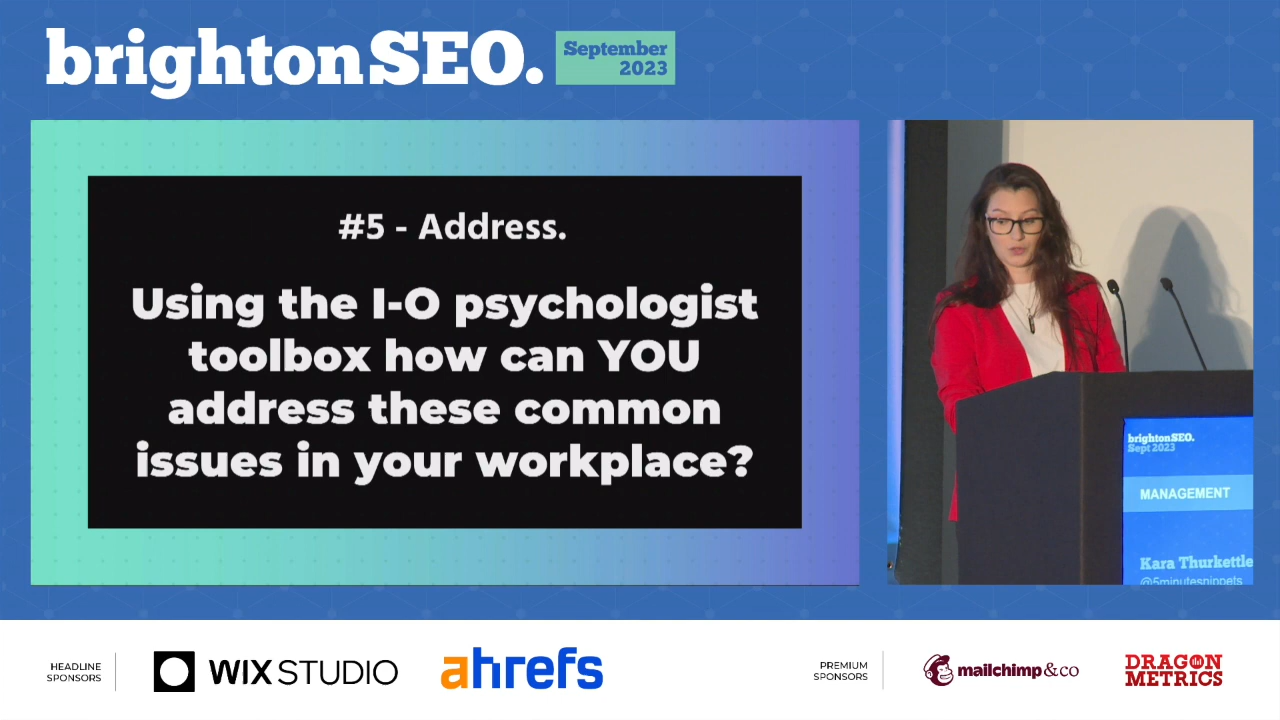 brightonSEO.
September
2023
#5 - Address.
Using the I-O psychologist
toolbox how can YOU
address these common
issues in your workplace?
brightonSEO.
Sept 2023
MANAGEMENT
Kara Thurkettle
@5minutesnippets
HEADLINE
SPONSORS
WIX STUDIO
ahrefs
PREMIUM
SPONSORS
mailchimp&co
DRAGON
METRICS